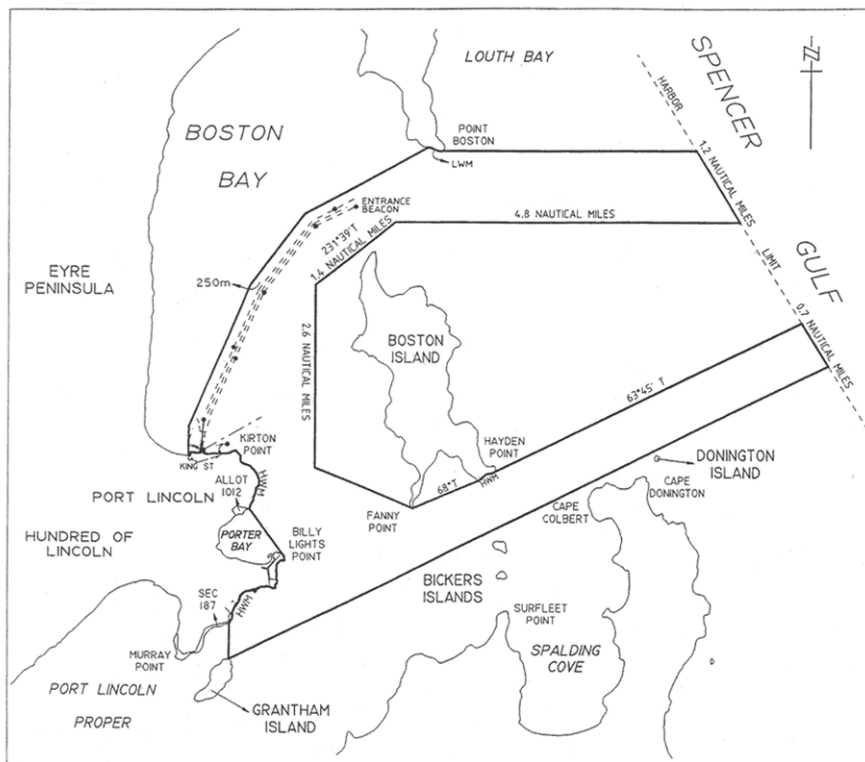 LOUTH BAY
SPENCER
GULF
N
HARBOR
LIMIT
BOSTON
BAY
POINT
BOSTON
LWM
1.2 NAUTICAL MILES
ENTRANCE
BEACON
231°39'T
1.4 NAUTICAL MILES
4.8 NAUTICAL MILES
EYRE
PENINSULA
250m
2.6 NAUTICAL MILES
BOSTON
ISLAND
0.7 NAUTICAL MILES
63°45' T
KIRTON
POINT
KING ST
HAYDEN
POINT
HWM
68°T
FANNY
POINT
DONINGTON
ISLAND
CAPE
DONINGTON
CAPE
COLBERT
PORT LINCOLN
ALLOT
1012
HWM
HUNDRED OF
LINCOLN
PORTER
BAY
BILLY
LIGHTS
POINT
BICKERS
ISLANDS
SEC
187
HWM
SURFLEET
POINT
MURRAY
POINT
SPALDING
COVE
PORT LINCOLN
PROPER
GRANTHAM
ISLAND